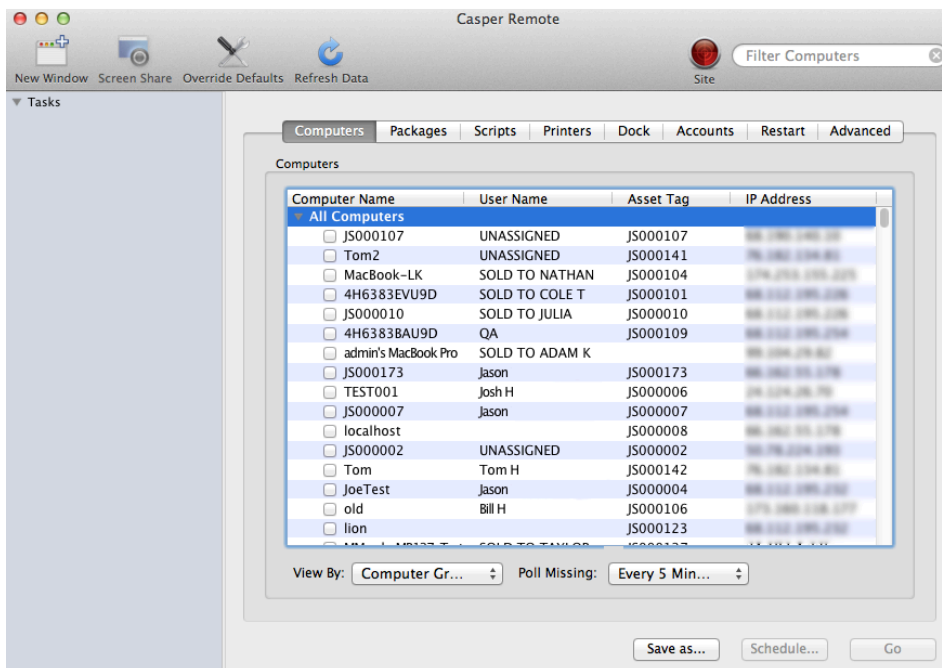 Casper Remote
New Window Screen Share Override Defaults Refresh Data Site Filter Computers
Tasks
Computers Packages Scripts Printers Dock Accounts Restart Advanced
Computers
Computer Name User Name Asset Tag IP Address
All Computers
JS000107 UNASSIGNED JS000107
Tom2 UNASSIGNED JS000141
MacBook-LK SOLD TO NATHAN JS000104
4H6383EVU9D SOLD TO COLE T JS000101
JS000010 SOLD TO JULIA JS000010
4H6383BAU9D QA JS000109
admin's MacBook Pro SOLD TO ADAM K
JS000173 Jason JS000173
TEST001 Josh H JS000006
JS000007 Jason JS000007
localhost JS000008
JS000002 UNASSIGNED JS000002
Tom Tom H JS000142
JoeTest Jason JS000004
old Bill H JS000106
lion JS000123
View By: Computer Gr... Poll Missing: Every 5 Min...
Save as... Schedule... Go